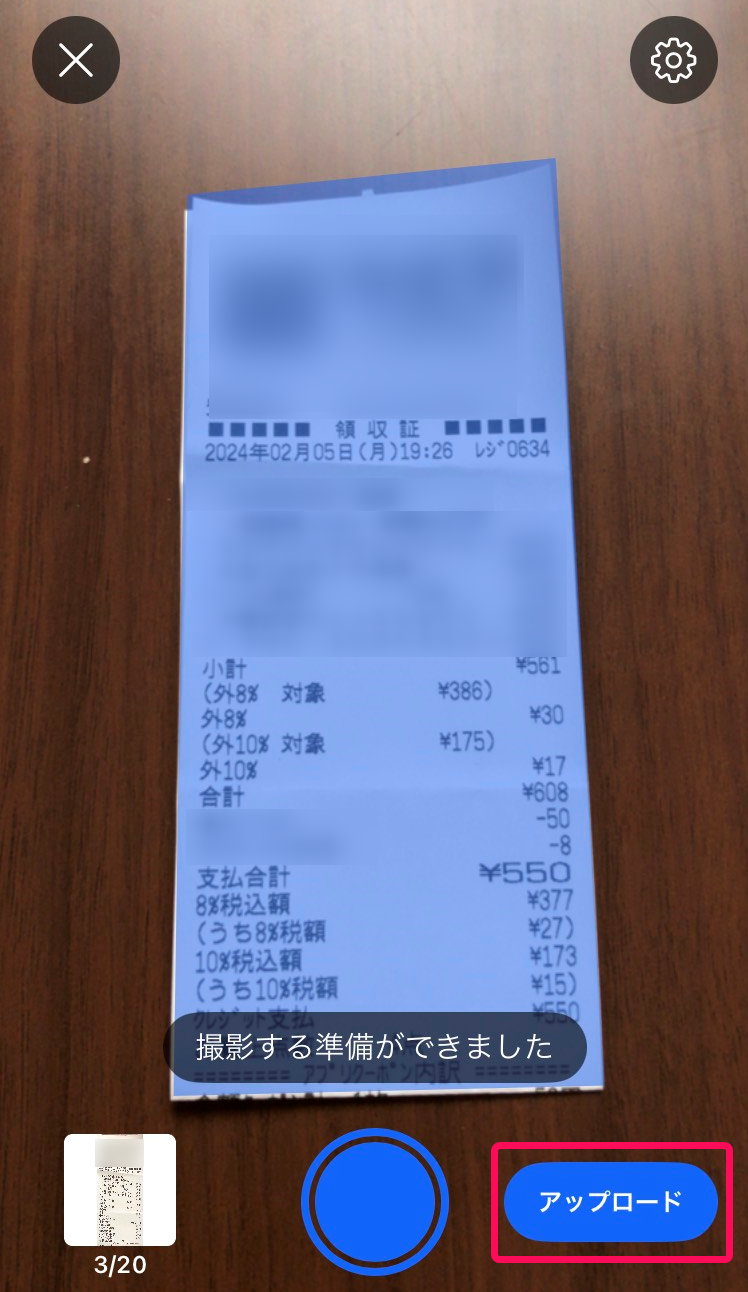 ■■■■■ 領収証 ■■■■■
2024年02月05日(月)19:26 ﾚｼﾞ0634
小計 ¥561
(外8% 対象 ¥386)
外8% ¥30
(外10% 対象 ¥175)
外10% ¥17
合計 ¥608
-50
-8
支払合計 ¥550
8%税込額 ¥377
(うち8%税額 ¥27)
10%税込額 ¥173
(うち10%税額 ¥15)
ｸﾚｼﾞｯﾄ支払 ¥550
撮影する準備ができました
======== ｱﾌﾟﾘｸｰﾎﾟﾝ内訳 ========
アップロード
3/20